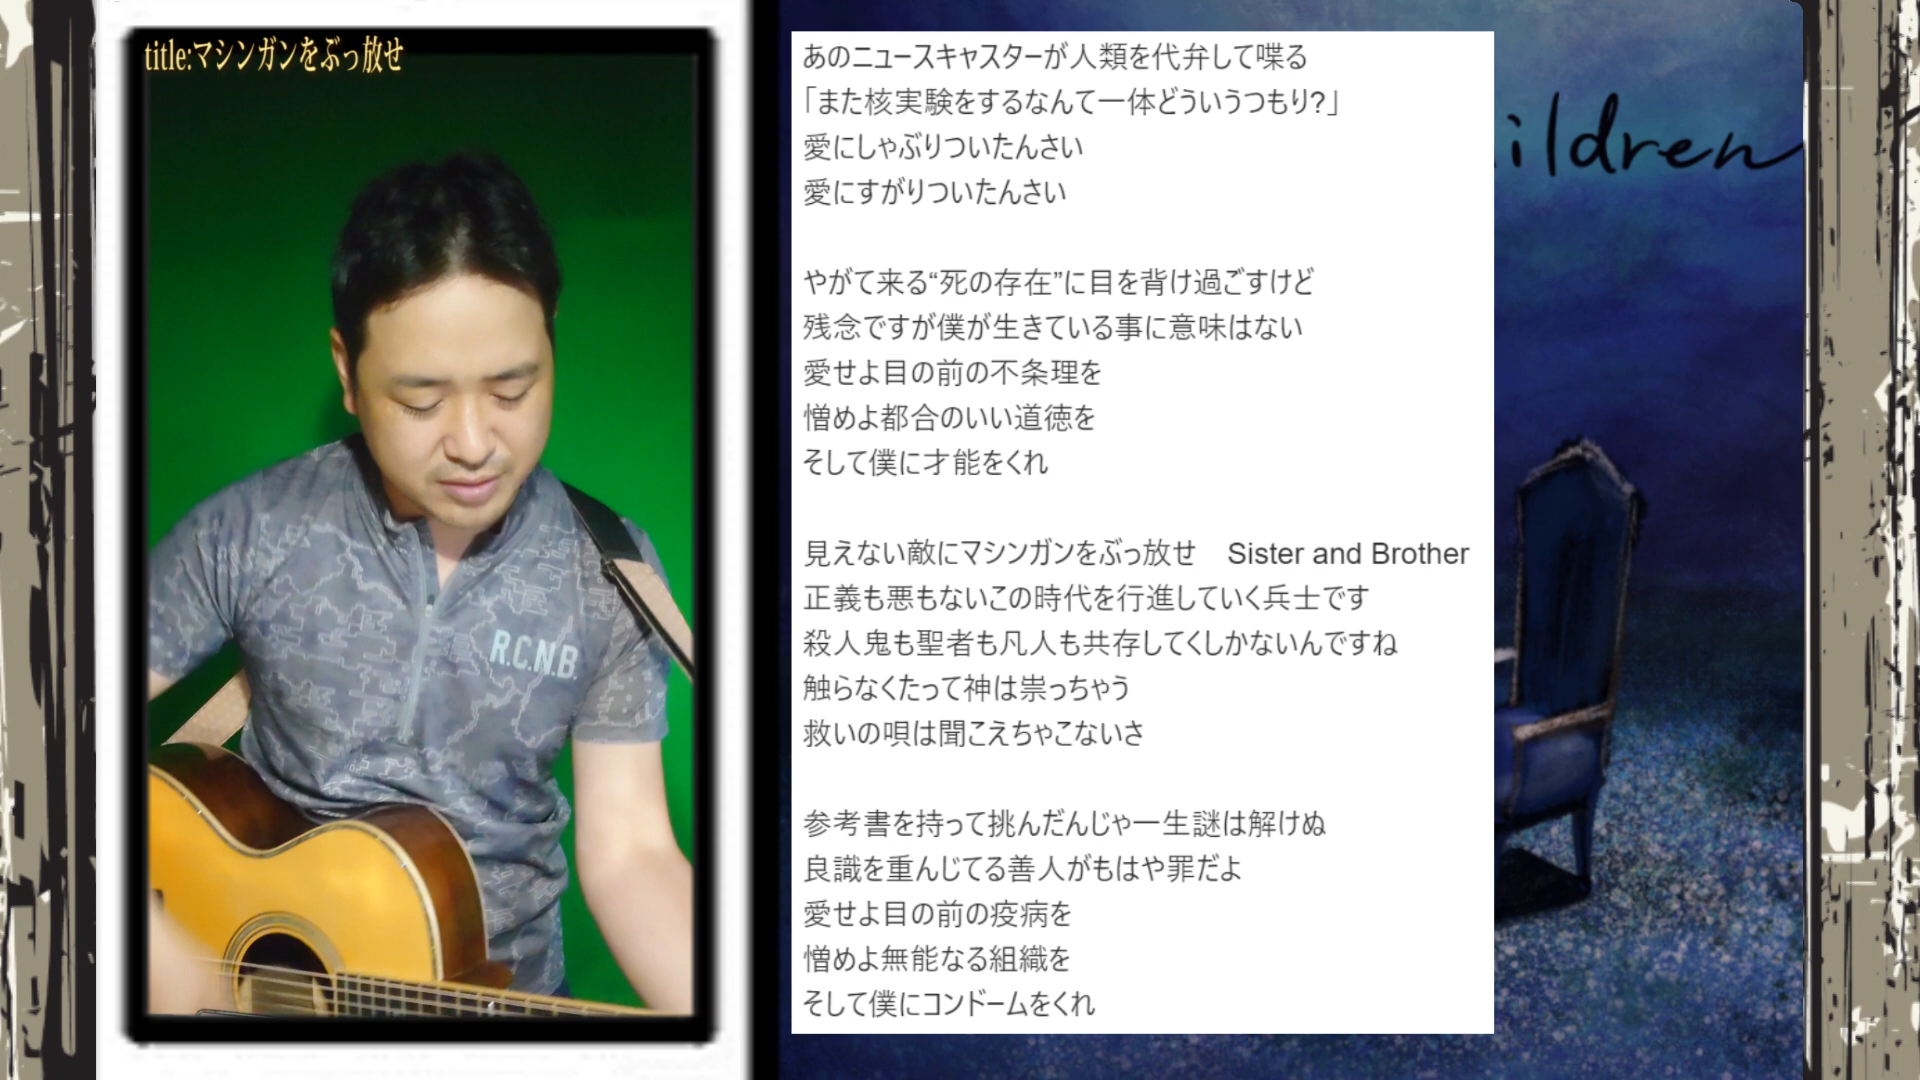 title:マシンガンをぶっ放せ
R.C.N.B
あのニュースキャスターが人類を代弁して喋る
「また核実験をするなんて一体どういうつもり?」
愛にしゃぶりついたんさい
愛にすがりついたんさい
やがて来る“死の存在”に目を背け過ごすけど
残念ですが僕が生きている事に意味はない
愛せよ目の前の不条理を
憎めよ都合のいい道徳を
そして僕に才能をくれ
見えない敵にマシンガンをぶっ放せ　Sister and Brother
正義も悪もないこの時代を行進していく兵士です
殺人鬼も聖者も凡人も共存してくしかないんですね
触らなくたって神は祟っちゃう
救いの唄は聞こえちゃこないさ
参考書を持って挑んだんじゃ一生謎は解けぬ
良識を重んじてる善人がもはや罪だよ
愛せよ目の前の疫病を
憎めよ無能なる組織を
そして僕にコンドームをくれ
ildren